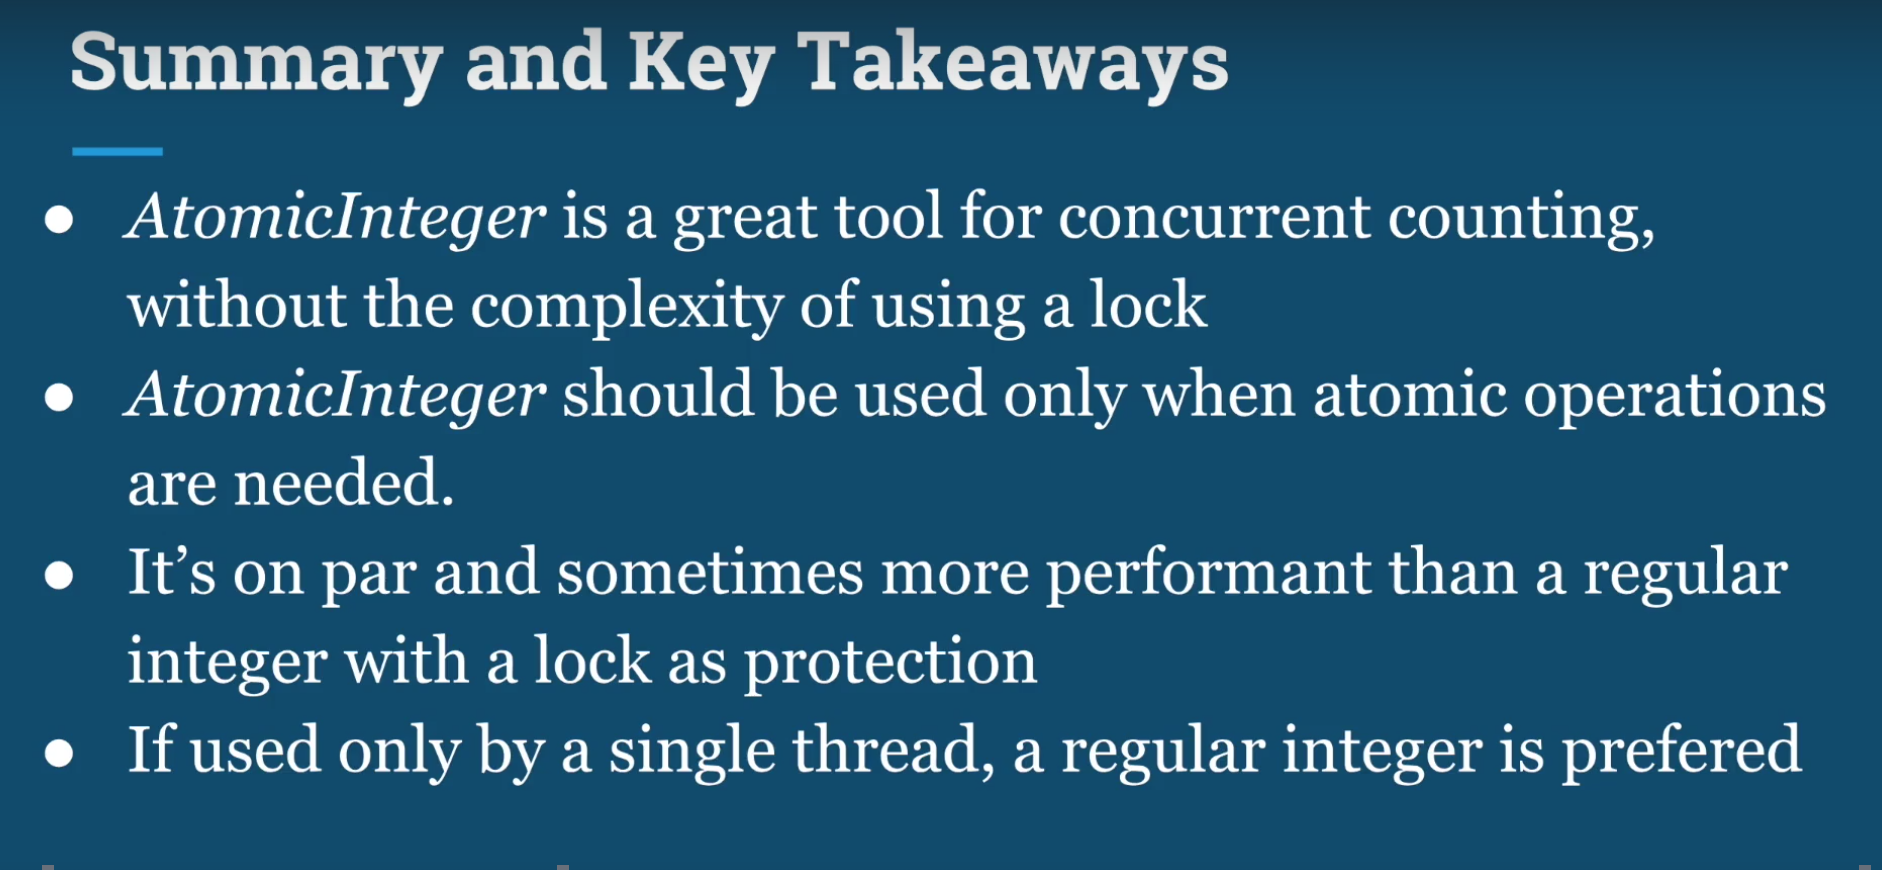 Summary and Key Takeaways
● AtomicInteger is a great tool for concurrent counting,
without the complexity of using a lock
● AtomicInteger should be used only when atomic operations
are needed.
● It’s on par and sometimes more performant than a regular
integer with a lock as protection
● If used only by a single thread, a regular integer is prefered